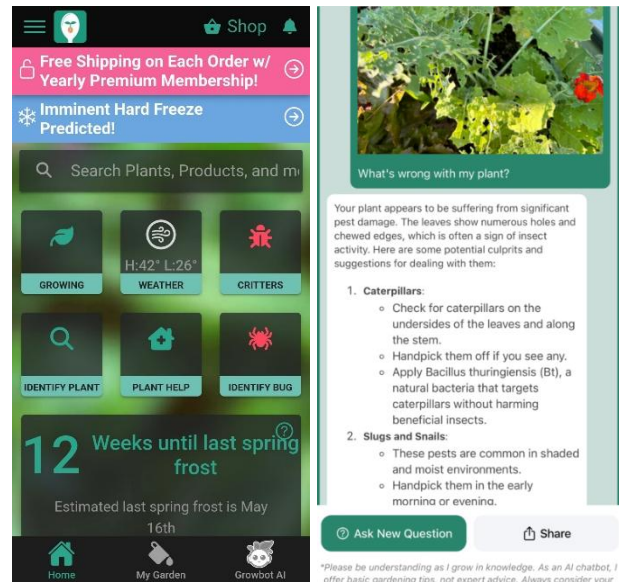 Shop
Free Shipping on Each Order w/
Yearly Premium Membership!
Imminent Hard Freeze
Predicted!
Search Plants, Products, and m
H:42° L:26°
GROWING
WEATHER
CRITTERS
IDENTIFY PLANT
PLANT HELP
IDENTIFY BUG
12
Weeks until last spring
frost
Estimated last spring frost is May
16th
Home
My Garden
Growbot AI
What's wrong with my plant?
Your plant appears to be suffering from significant
pest damage. The leaves show numerous holes and
chewed edges, which is often a sign of insect
activity. Here are some potential culprits and
suggestions for dealing with them:
1. Caterpillars:
◦ Check for caterpillars on the
undersides of the leaves and along
the stem.
◦ Handpick them off if you see any.
◦ Apply Bacillus thuringiensis (Bt), a
natural bacteria that targets
caterpillars without harming
beneficial insects.
2. Slugs and Snails:
◦ These pests are common in shaded
and moist environments.
◦ Handpick them in the early
morning or evening.
Ask New Question
Share
*Please be understanding as I grow in knowledge. As an AI chatbot, I
offer basic gardening tips, not expert advice. Always consider your